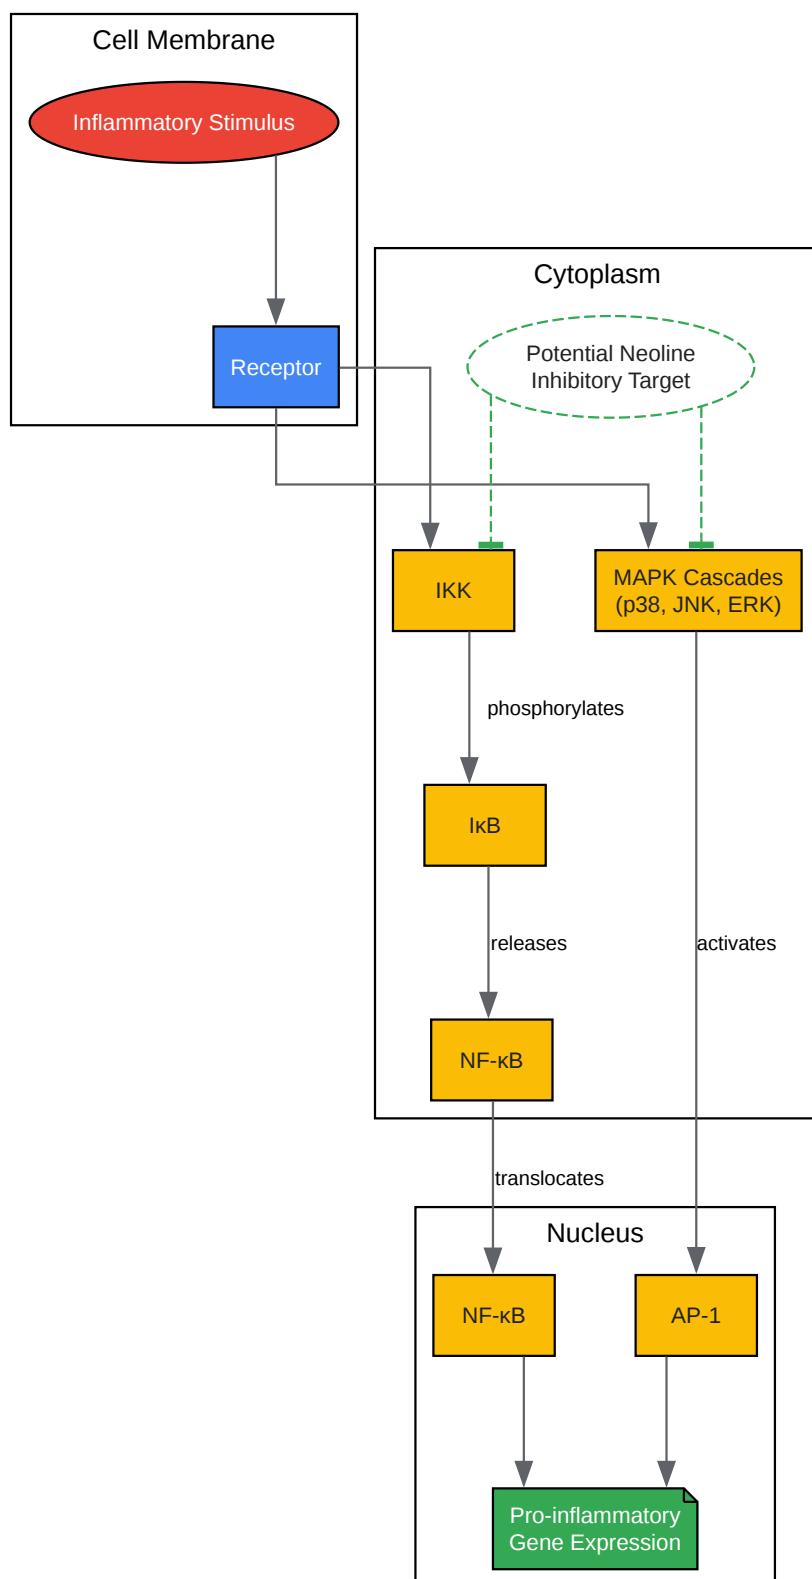 Cell Membrane
Inflammatory Stimulus
Receptor
Cytoplasm
Potential Neoline
Inhibitory Target
IKK
MAPK Cascades
(p38, JNK, ERK)
phosphorylates
IκB
releases
activates
NF-κB
translocates
Nucleus
NF-κB
AP-1
Pro-inflammatory
Gene Expression